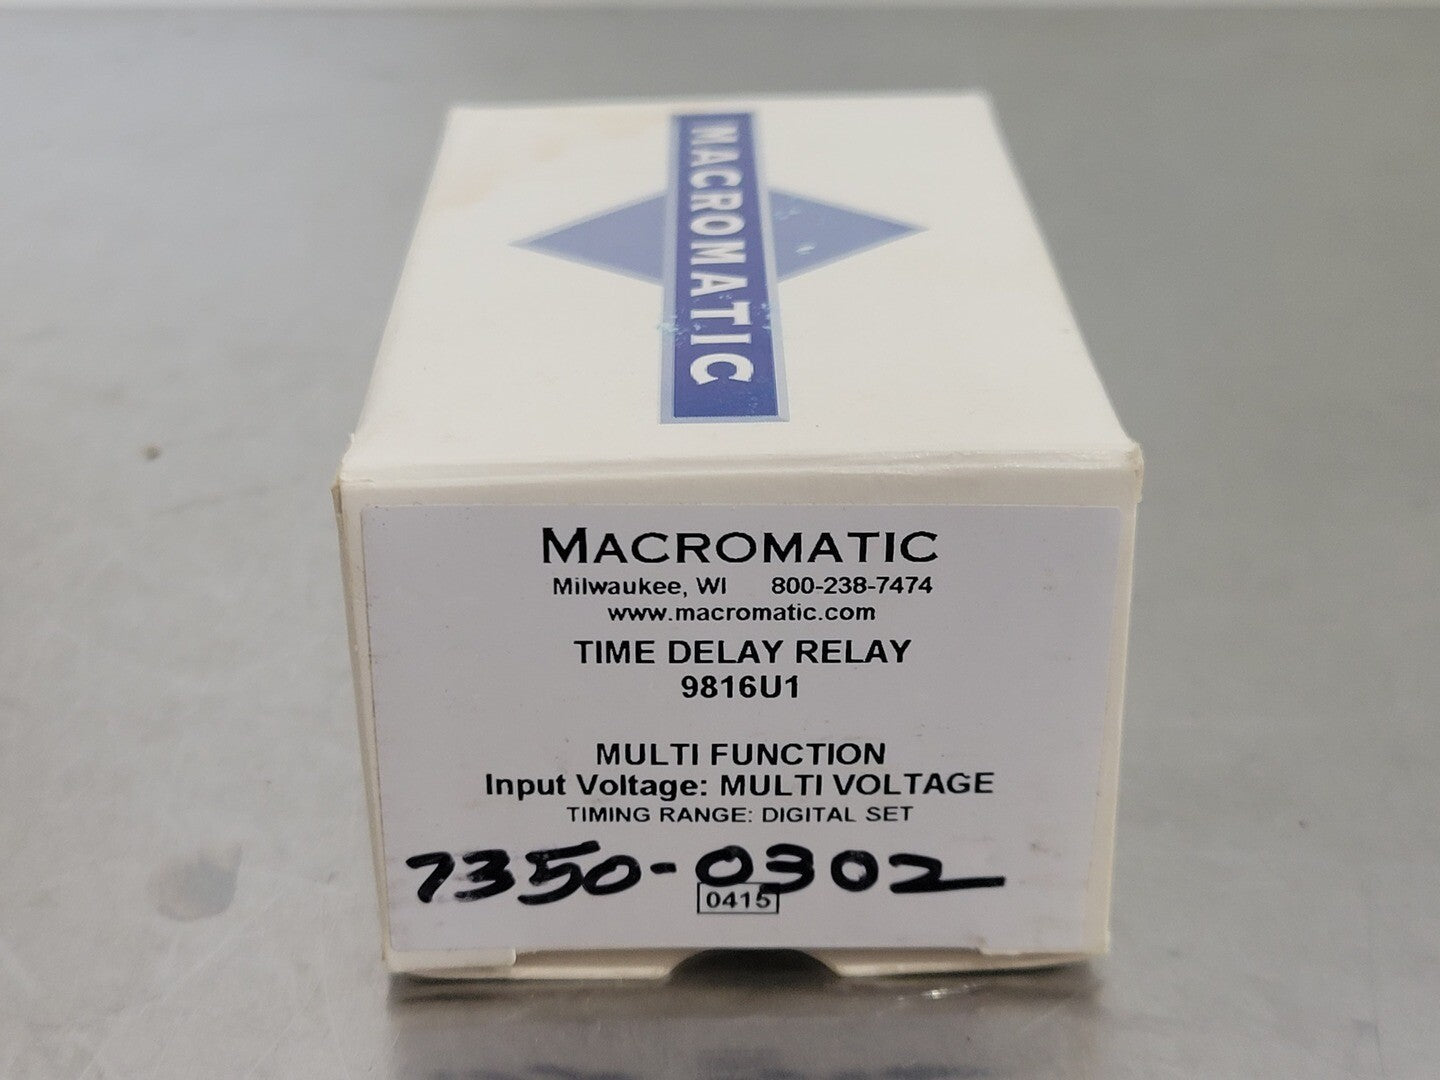 MACROMATIC
MACROMATIC
Milwaukee, WI 800-238-7474
www.macromatic.com
TIME DELAY RELAY
9816U1
MULTI FUNCTION
Input Voltage: MULTI VOLTAGE
TIMING RANGE: DIGITAL SET
7350-0302
0415